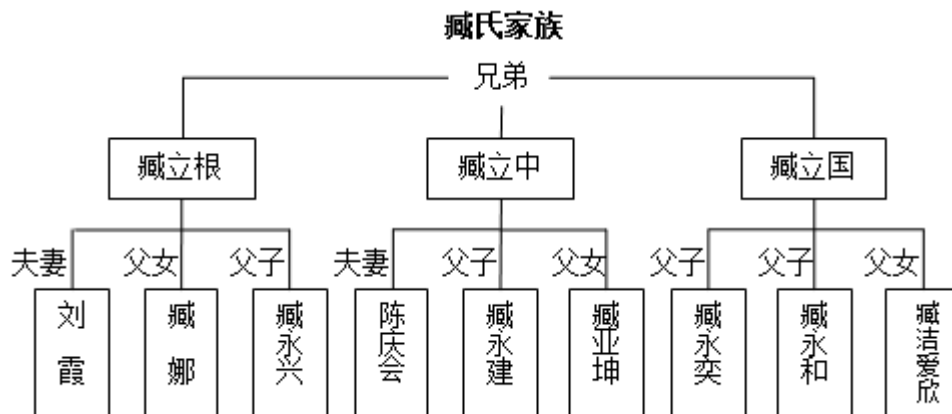 臧氏家族
兄弟
臧立根
臧立中
臧立国
夫妻
父女
父子
夫妻
父子
父女
父子
父子
父女
刘霞
臧娜
臧永兴
陈庆会
臧永建
臧亚坤
臧永奕
臧永和
臧洁爱欣